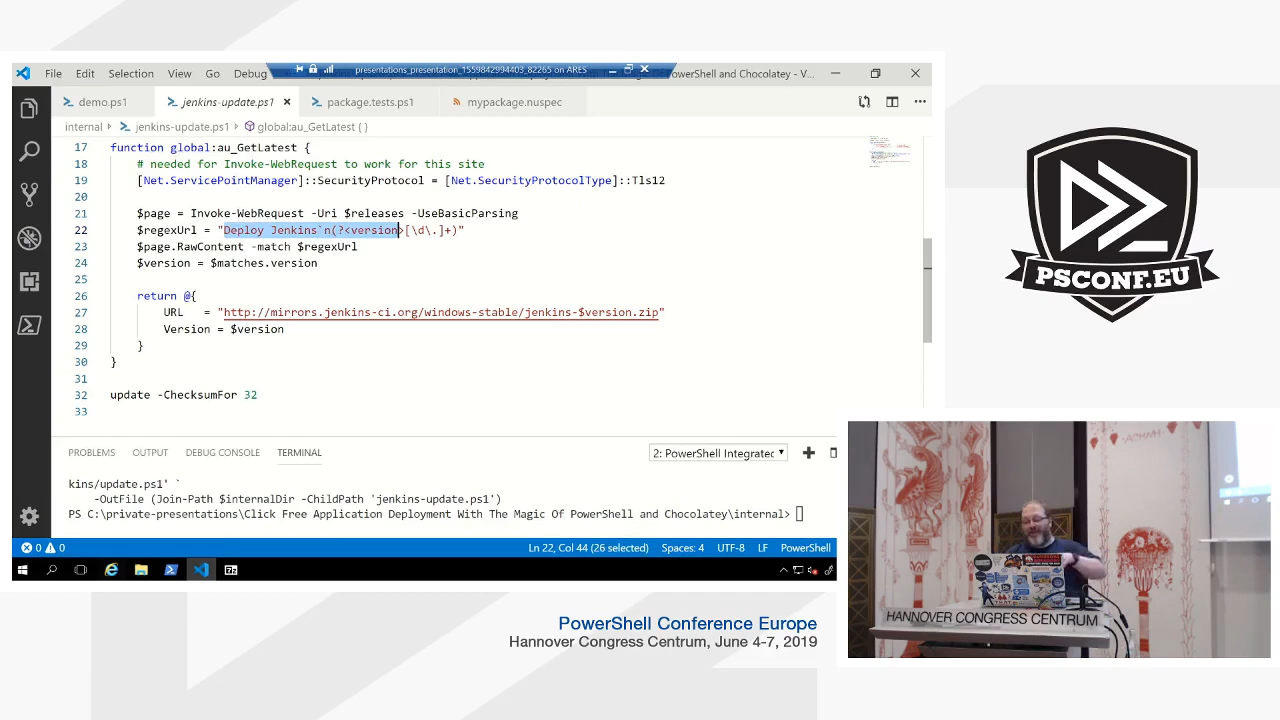 File Edit Selection View Go Debug
presentations_presentation_1559842994403_82265 on ARES
PowerShell and Chocolatey - V...
demo.ps1
jenkins-update.ps1
package.tests.ps1
mypackage.nuspec
internal
jenkins-update.ps1
global:au_GetLatest { }
17 function global:au_GetLatest {
18 # needed for Invoke-WebRequest to work for this site
19 [Net.ServicePointManager]::SecurityProtocol = [Net.SecurityProtocolType]::Tls12
20
21 $page = Invoke-WebRequest -Uri $releases -UseBasicParsing
22 $regexUrl = "Deploy Jenkins`n(?<version>[\d\.]+)"
23 $page.RawContent -match $regexUrl
24 $version = $matches.version
25
26 return @{
27 URL = "http://mirrors.jenkins-ci.org/windows-stable/jenkins-$version.zip"
28 Version = $version
29 }
30 }
31
32 update -ChecksumFor 32
33
PROBLEMS OUTPUT DEBUG CONSOLE TERMINAL
2: PowerShell Integrated
kins/update.ps1' `
-OutFile (Join-Path $internalDir -ChildPath 'jenkins-update.ps1')
PS C:\private-presentations\Click Free Application Deployment With The Magic Of PowerShell and Chocolatey\internal>
0 0
Ln 22, Col 44 (26 selected) Spaces: 4 UTF-8 LF PowerShell
PSCONF.EU
HANNOVER CONGRESS CENTRUM
PowerShell Conference Europe
Hannover Congress Centrum, June 4-7, 2019